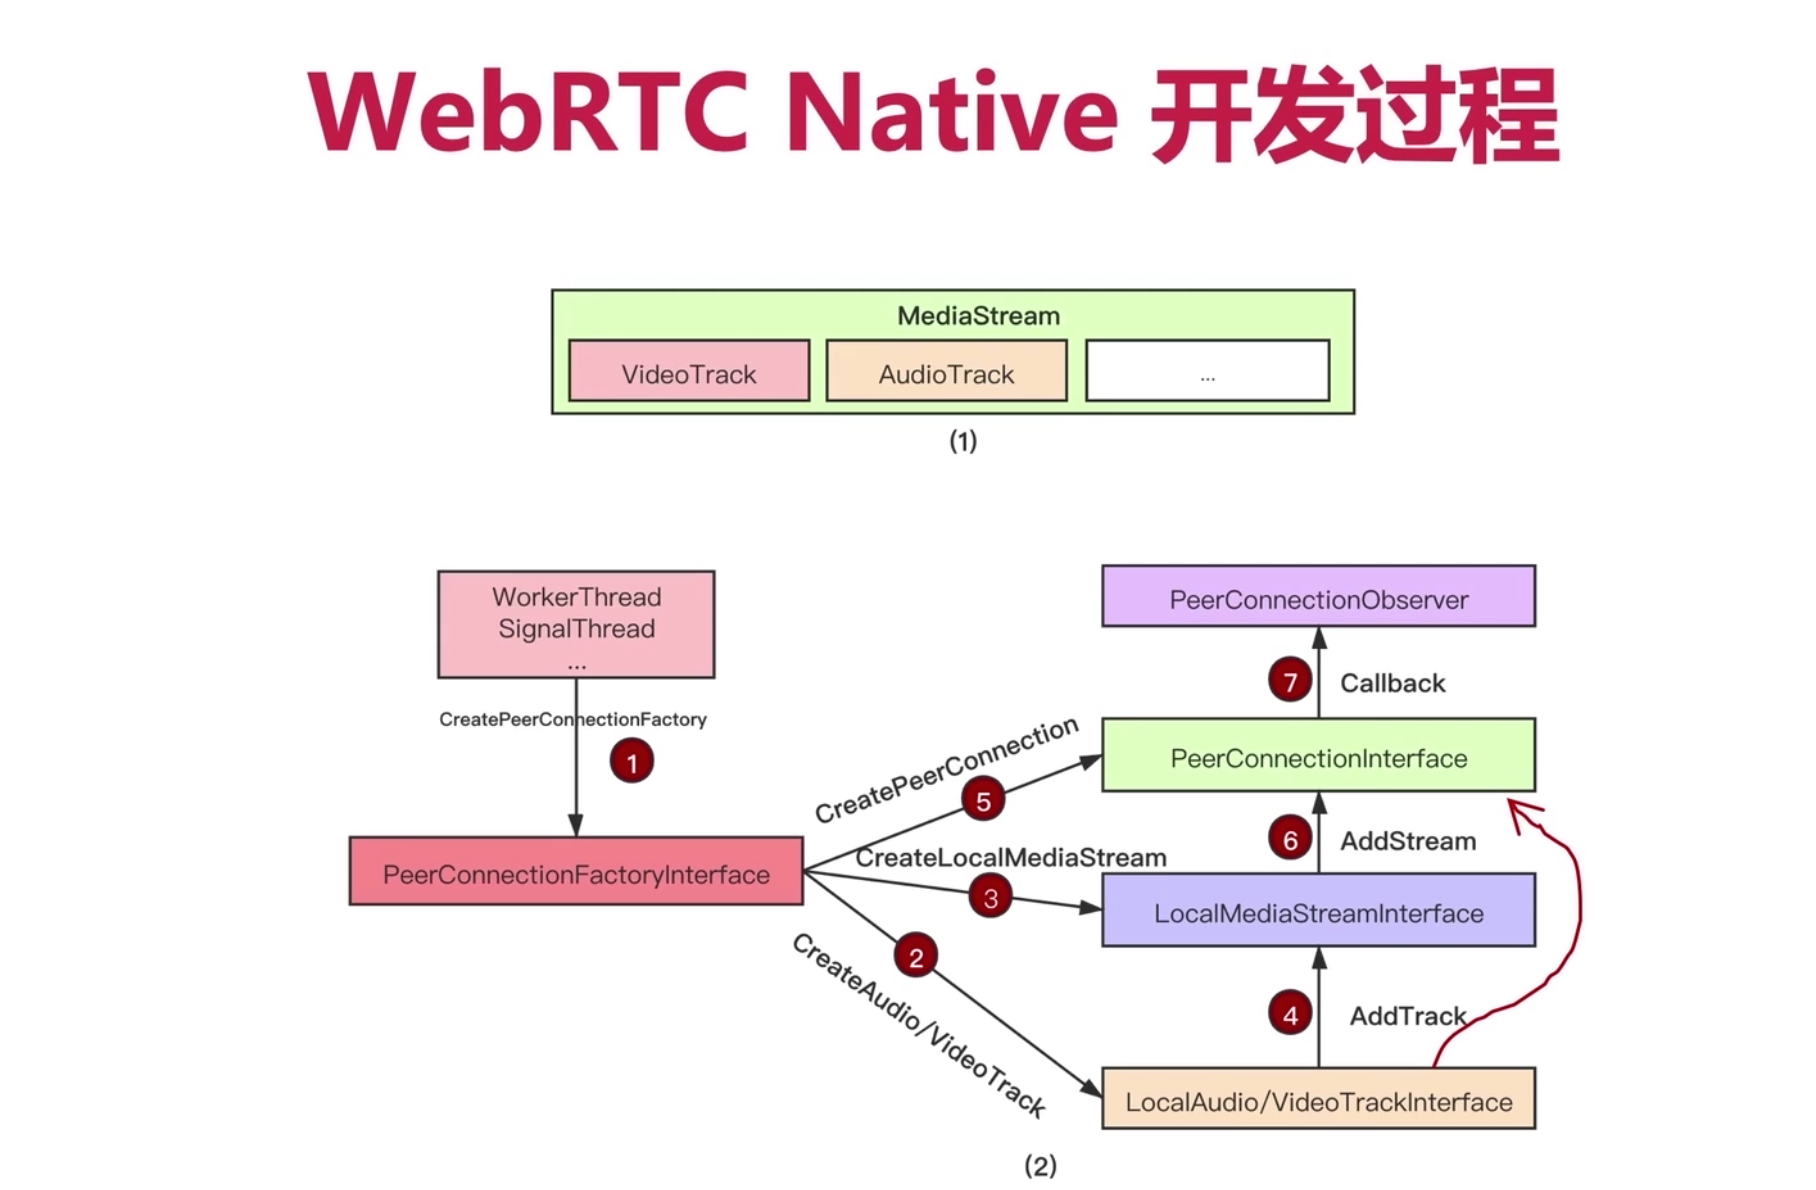 WebRTC Native 开发过程
MediaStream
VideoTrack
AudioTrack
...
(1)
WorkerThread
SignalThread
...
CreatePeerConnectionFactory
1
PeerConnectionFactoryInterface
CreatePeerConnection
5
CreateLocalMediaStream
3
2
CreateAudio/VideoTrack
PeerConnectionObserver
7
Callback
PeerConnectionInterface
6
AddStream
LocalMediaStreamInterface
4
AddTrack
LocalAudio/VideoTrackInterface
(2)